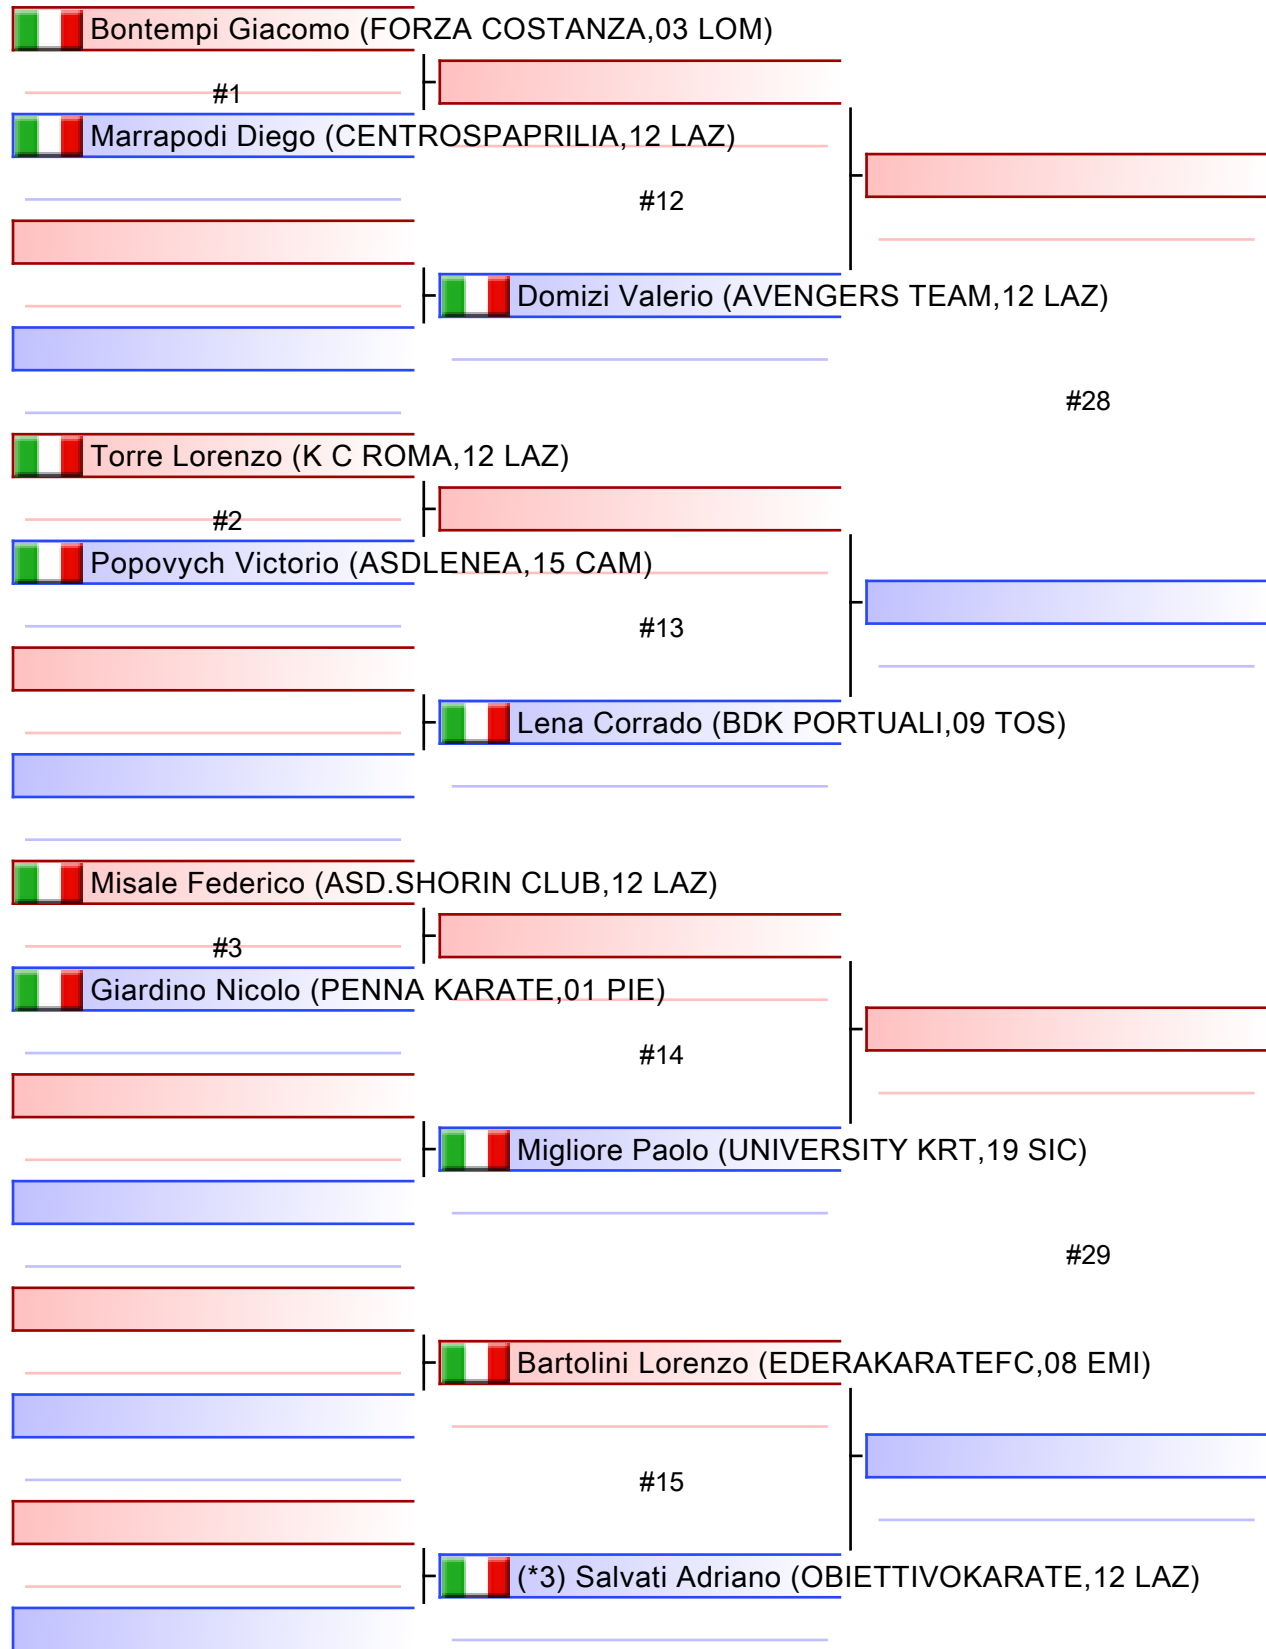 Bontempi Giacomo (FORZA COSTANZA,03 LOM)
#1
Marrapodi Diego (CENTROSPAPRILIA,12 LAZ)
#12
Domizi Valerio (AVENGERS TEAM,12 LAZ)
#28
Torre Lorenzo (K C ROMA,12 LAZ)
#2
Popovych Victorio (ASDLENEA,15 CAM)
#13
Lena Corrado (BDK PORTUALI,09 TOS)
Misale Federico (ASD.SHORIN CLUB,12 LAZ)
#3
Giardino Nicolo (PENNA KARATE,01 PIE)
#14
Migliore Paolo (UNIVERSITY KRT,19 SIC)
#29
Bartolini Lorenzo (EDERAKARATEFC,08 EMI)
#15
(*3) Salvati Adriano (OBIETTIVOKARATE,12 LAZ)